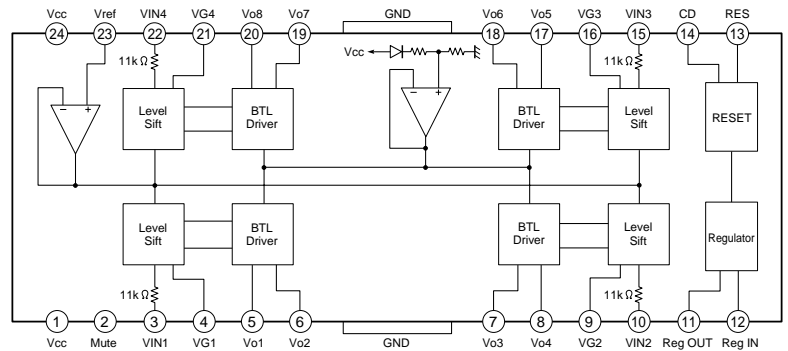 Vcc Vref VIN4 VG4 Vo8 Vo7 GND Vo6 Vo5 VG3 VIN3 CD RES
24 23 22 21 20 19 18 17 16 15 14 13
11kΩ Vcc 11kΩ
− + Level Sift BTL Driver − + BTL Driver Level Sift RESET
Level Sift BTL Driver BTL Driver Level Sift Regulator
11kΩ 11kΩ
1 2 3 4 5 6 7 8 9 10 11 12
Vcc Mute VIN1 VG1 Vo1 Vo2 GND Vo3 Vo4 VG2 VIN2 Reg OUT Reg IN